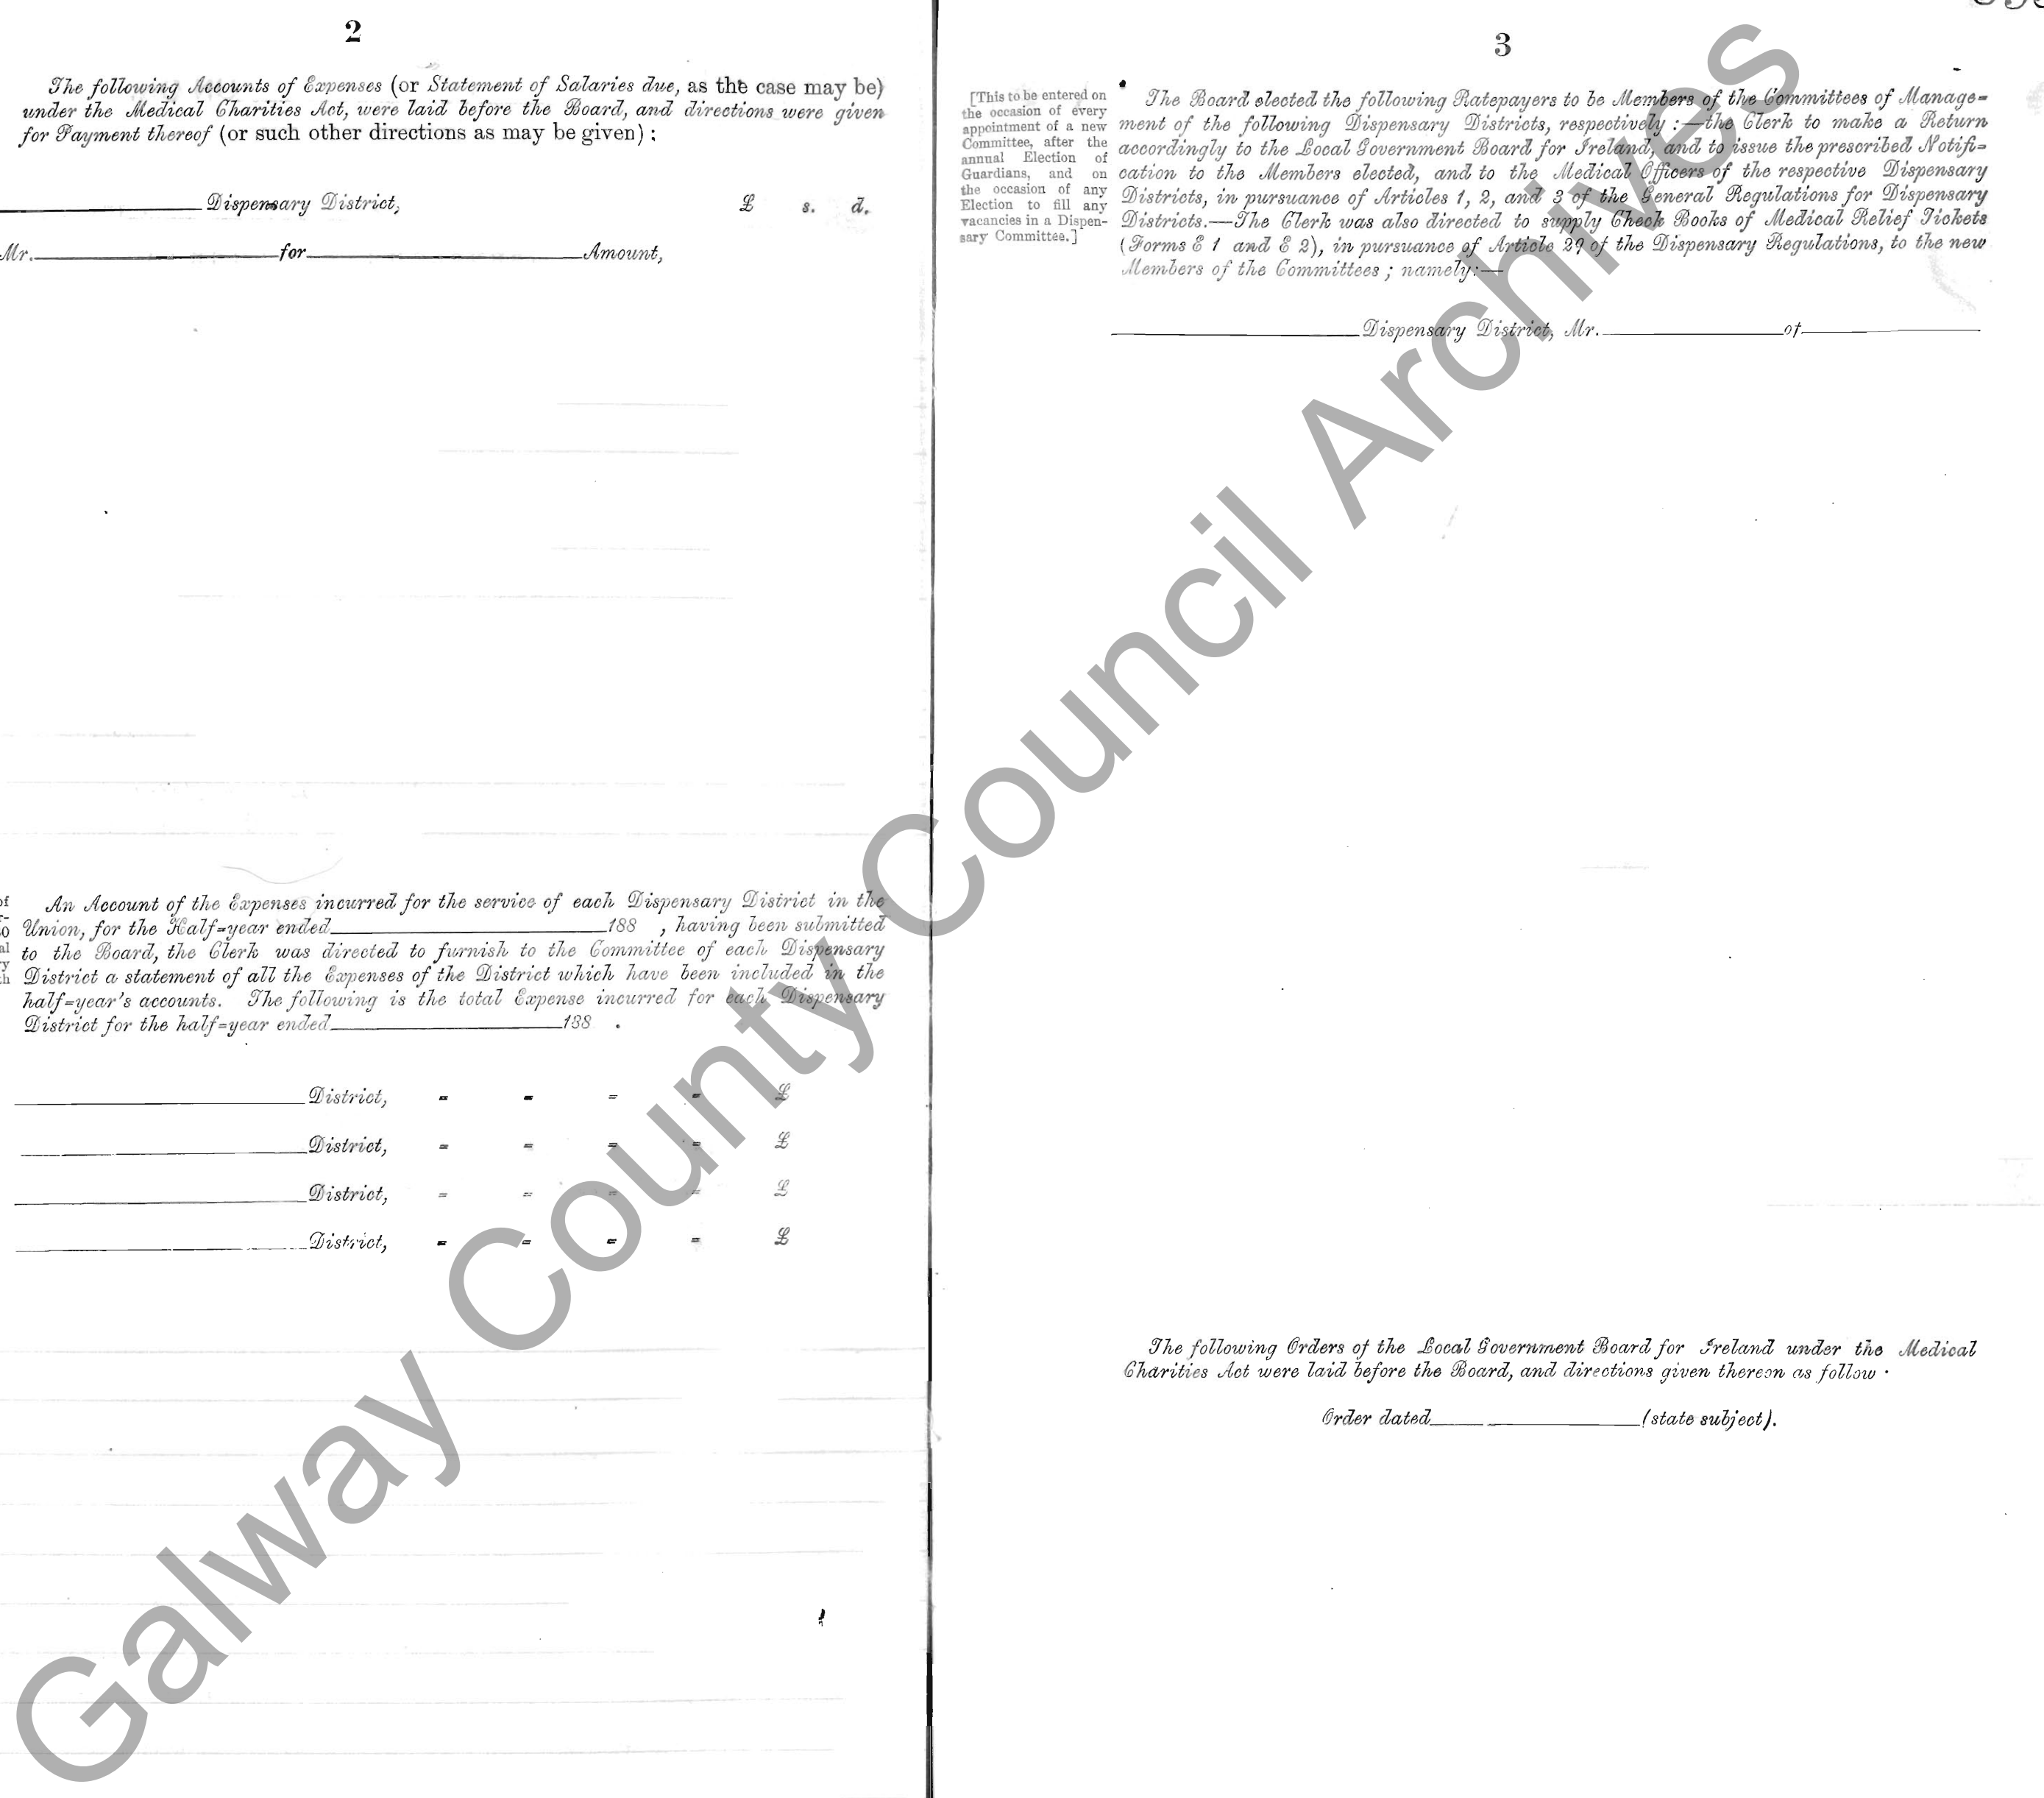 2
The following Accounts of Expenses (or Statement of Salaries due, as the case may be)
under the Medical Charities Act, were laid before the Board, and directions were given
for Payment thereof (or such other directions as may be given) :
Dispensary District, £ s. d.
Mr. for Amount,
An Account of the Expenses incurred for the service of each Dispensary District in the
Union, for the Half=year ended 188 , having been submitted
to the Board, the Clerk was directed to furnish to the Committee of each Dispensary
District a statement of all the Expenses of the District which have been included in the
half=year's accounts. The following is the total Expense incurred for each Dispensary
District for the half=year ended 188 .
District, = = = = £
District, = = = = £
District, = = = = £
District, = = = = £
3
[This to be entered on
the occasion of every
appointment of a new
Committee, after the
annual Election of
Guardians, and on
the occasion of any
Election to fill any
vacancies in a Dispen-
sary Committee.]
The Board elected the following Ratepayers to be Members of the Committees of Manage=
ment of the following Dispensary Districts, respectively :—the Clerk to make a Return
accordingly to the Local Government Board for Ireland, and to issue the prescribed Notifi=
cation to the Members elected, and to the Medical Officers of the respective Dispensary
Districts, in pursuance of Articles 1, 2, and 3 of the General Regulations for Dispensary
Districts.—The Clerk was also directed to supply Check Books of Medical Relief Tickets
(Forms E 1 and E 2), in pursuance of Article 29 of the Dispensary Regulations, to the new
Members of the Committees ; namely:—
Dispensary District, Mr. of
The following Orders of the Local Government Board for Ireland under the Medical
Charities Act were laid before the Board, and directions given thereon as follow
Order dated (state subject).
Galway County Council Archives